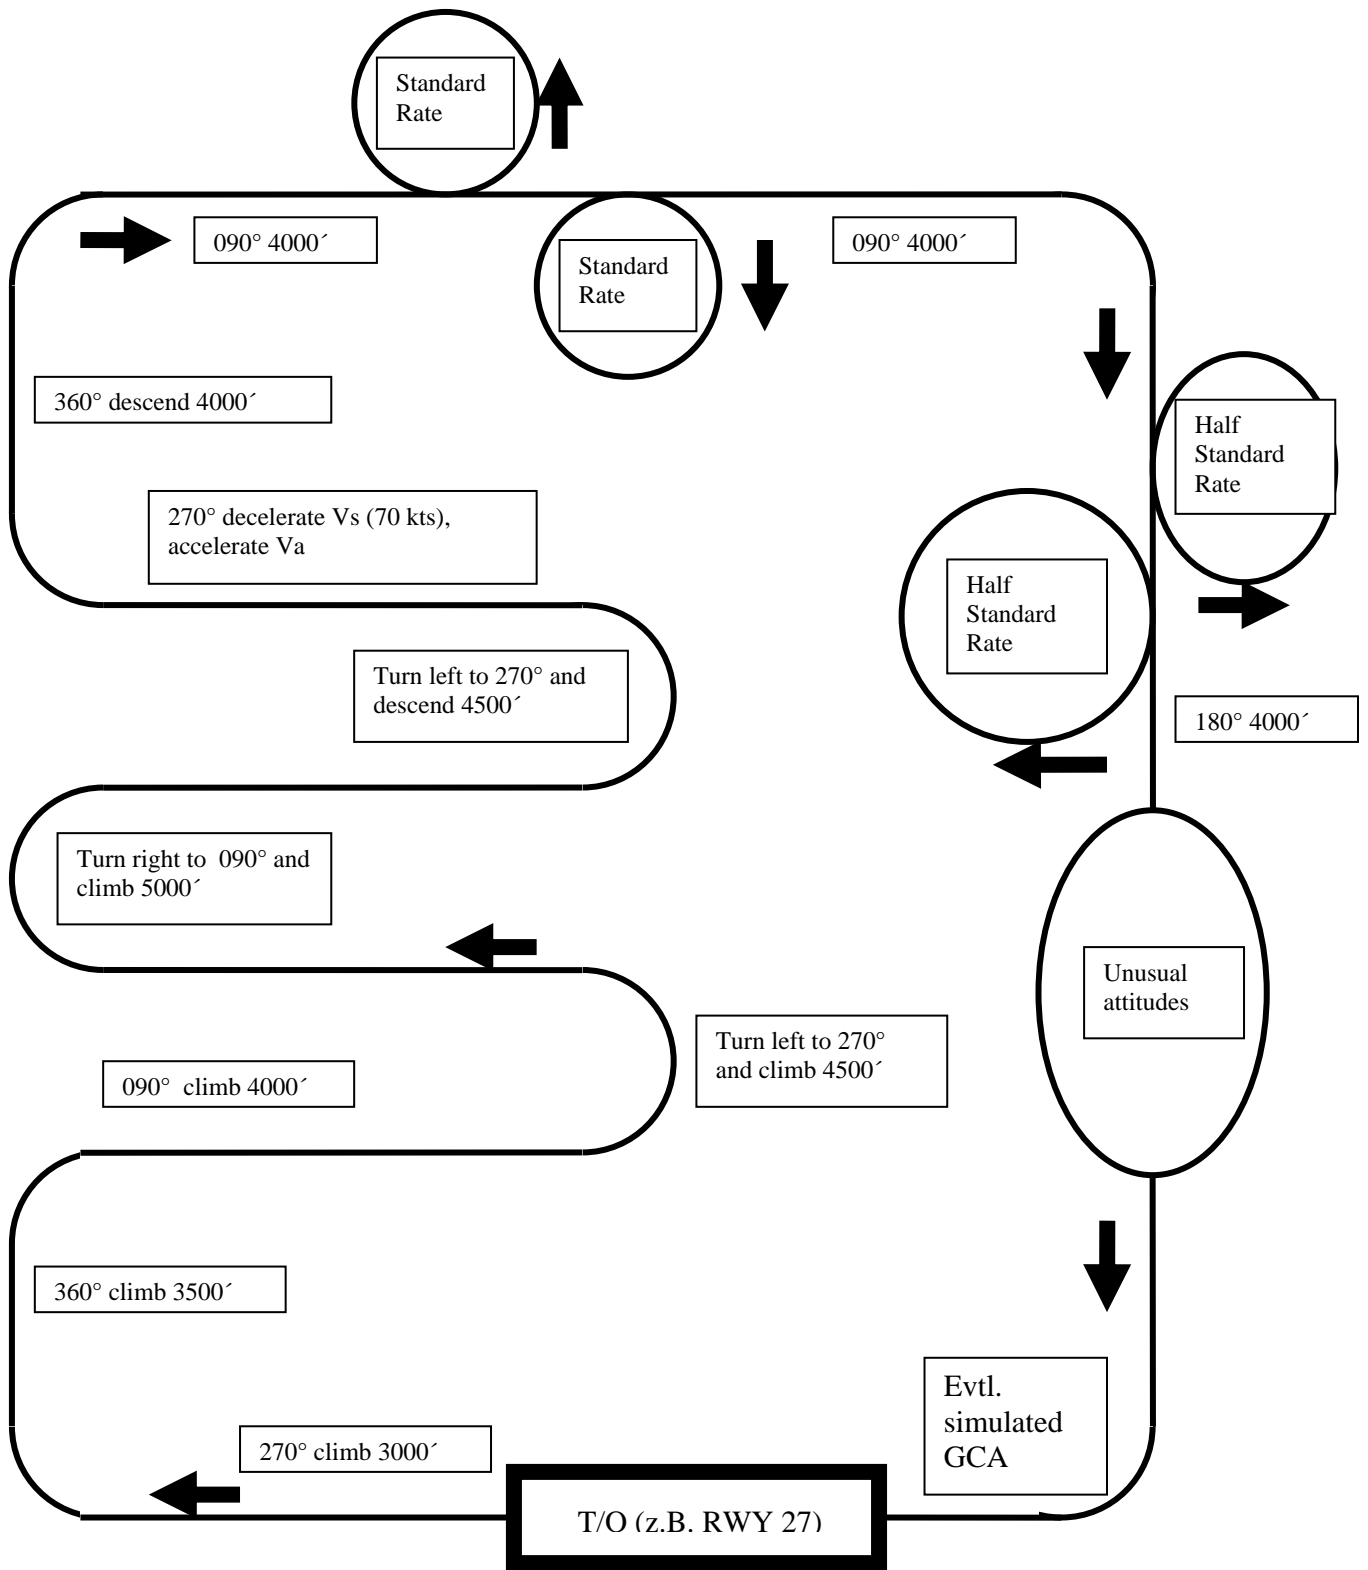 Standard
Rate
090° 4000´
Standard
Rate
090° 4000´
360° descend 4000´
Half
Standard
Rate
270° decelerate Vs (70 kts),
accelerate Va
Half
Standard
Rate
Turn left to 270° and
descend 4500´
180° 4000´
Turn right to  090° and
climb 5000´
Unusual
attitudes
Turn left to 270°
and climb 4500´
090°  climb 4000´
360° climb 3500´
Evtl.
simulated
GCA
270° climb 3000´
T/O (z.B. RWY 27)